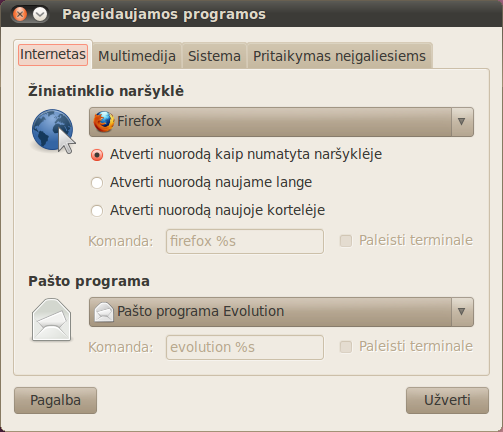 Pageidaujamos programos
Internetas Multimedija Sistema Pritaikymas neįgaliesiems
Žiniatinklio naršyklė
Firefox
Atverti nuorodą kaip numatyta naršyklėje
Atverti nuorodą naujame lange
Atverti nuorodą naujoje kortelėje
Komanda: firefox %s Paleisti terminale
Pašto programa
Pašto programa Evolution
Komanda: evolution %s Paleisti terminale
Pagalba Užverti